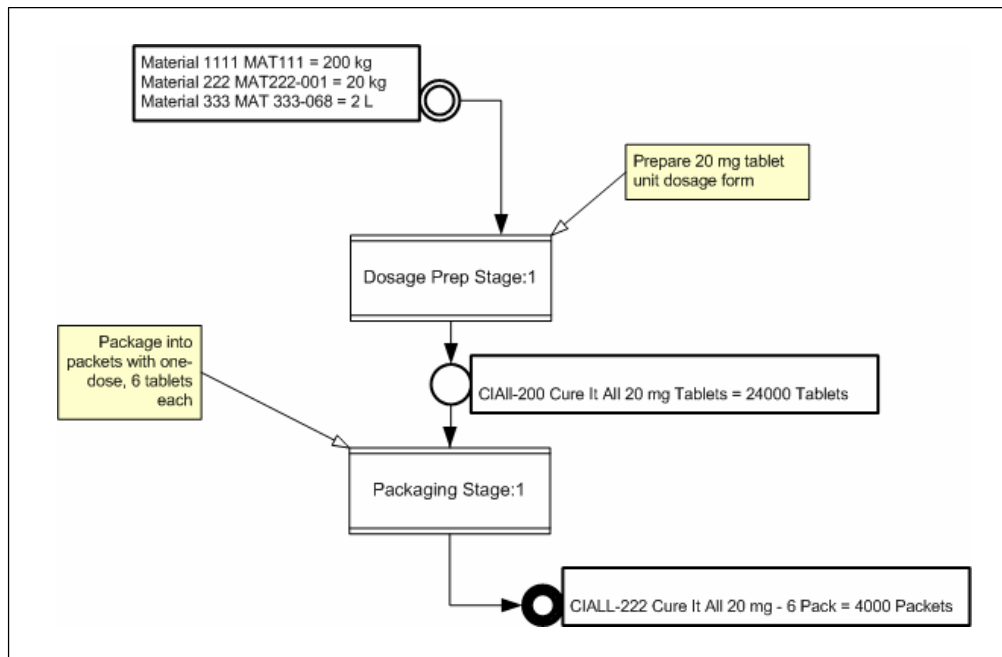 Material 1111 MAT111 = 200 kg
Material 222 MAT222-001 = 20 kg
Material 333 MAT 333-068 = 2 L
Prepare 20 mg tablet
unit dosage form
Dosage Prep Stage:1
Package into
packets with one-
dose, 6 tablets
each
CIAll-200 Cure It All 20 mg Tablets = 24000 Tablets
Packaging Stage:1
CIALL-222 Cure It All 20 mg - 6 Pack = 4000 Packets